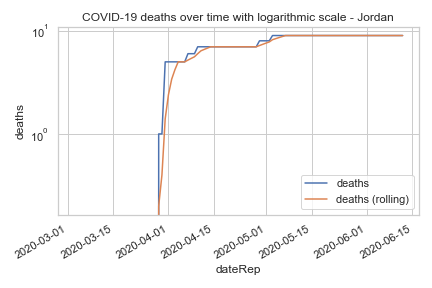 COVID-19 deaths over time with logarithmic scale - Jordan
10¹
10⁰
deaths
deaths
deaths (rolling)
2020-03-01
2020-03-15
2020-04-01
2020-04-15
2020-05-01
2020-05-15
2020-06-01
2020-06-15
dateRep